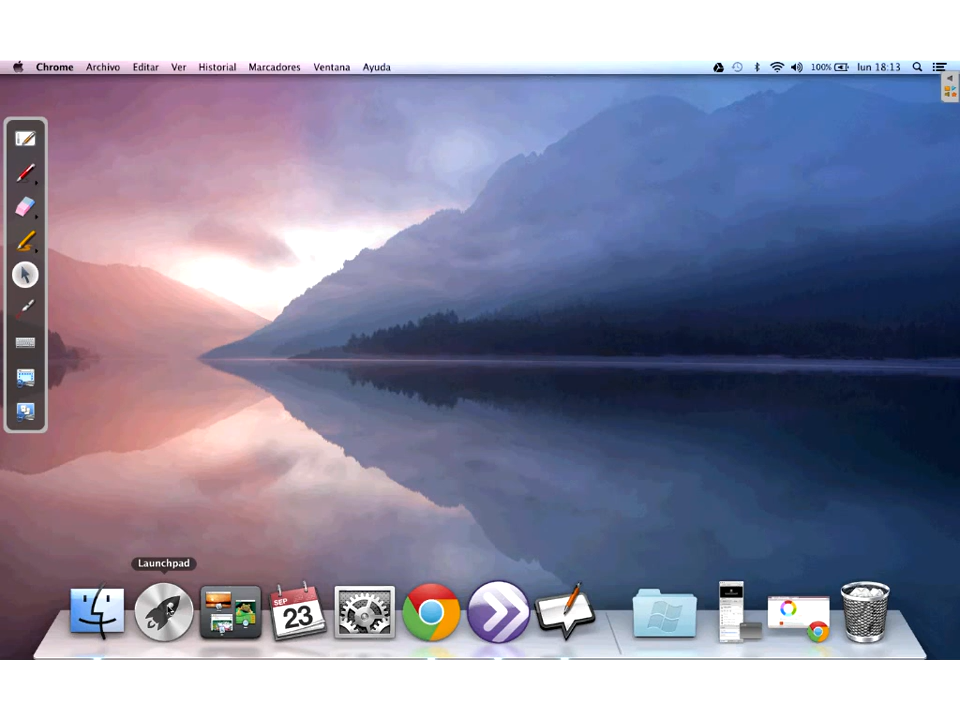 Chrome Archivo Editar Ver Historial Marcadores Ventana Ayuda 100% lun 18:13
Launchpad
SEP
23